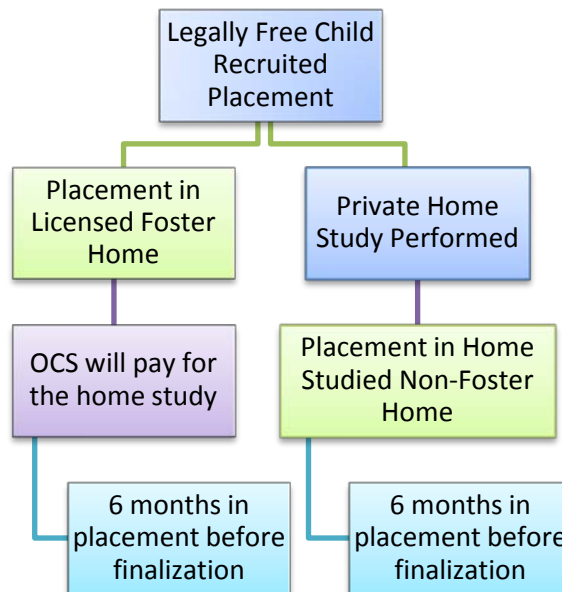 Legally Free Child
Recruited
Placement
Placement in
Licensed Foster
Home
Private Home
Study Performed
OCS will pay for
the home study
Placement in Home
Studied Non-Foster
Home
6 months in
placement before
finalization
6 months in
placement before
finalization